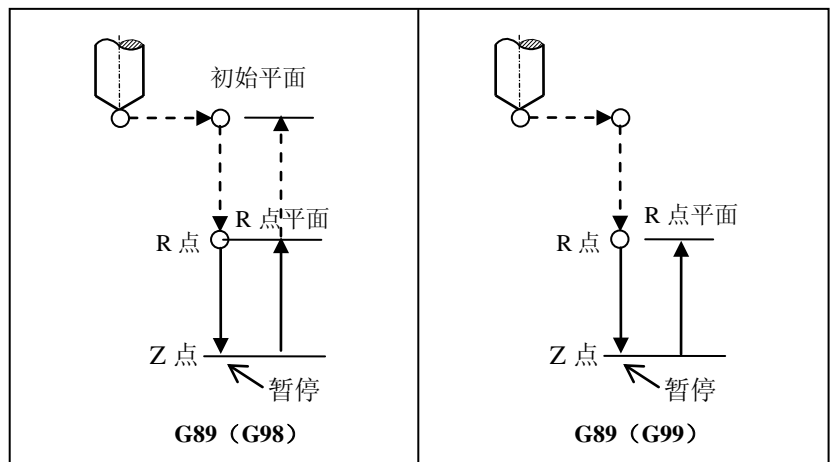 初始平面
R 点平面
R 点
Z 点
暂停
G89（G98）
R 点平面
R 点
Z 点
暂停
G89（G99）